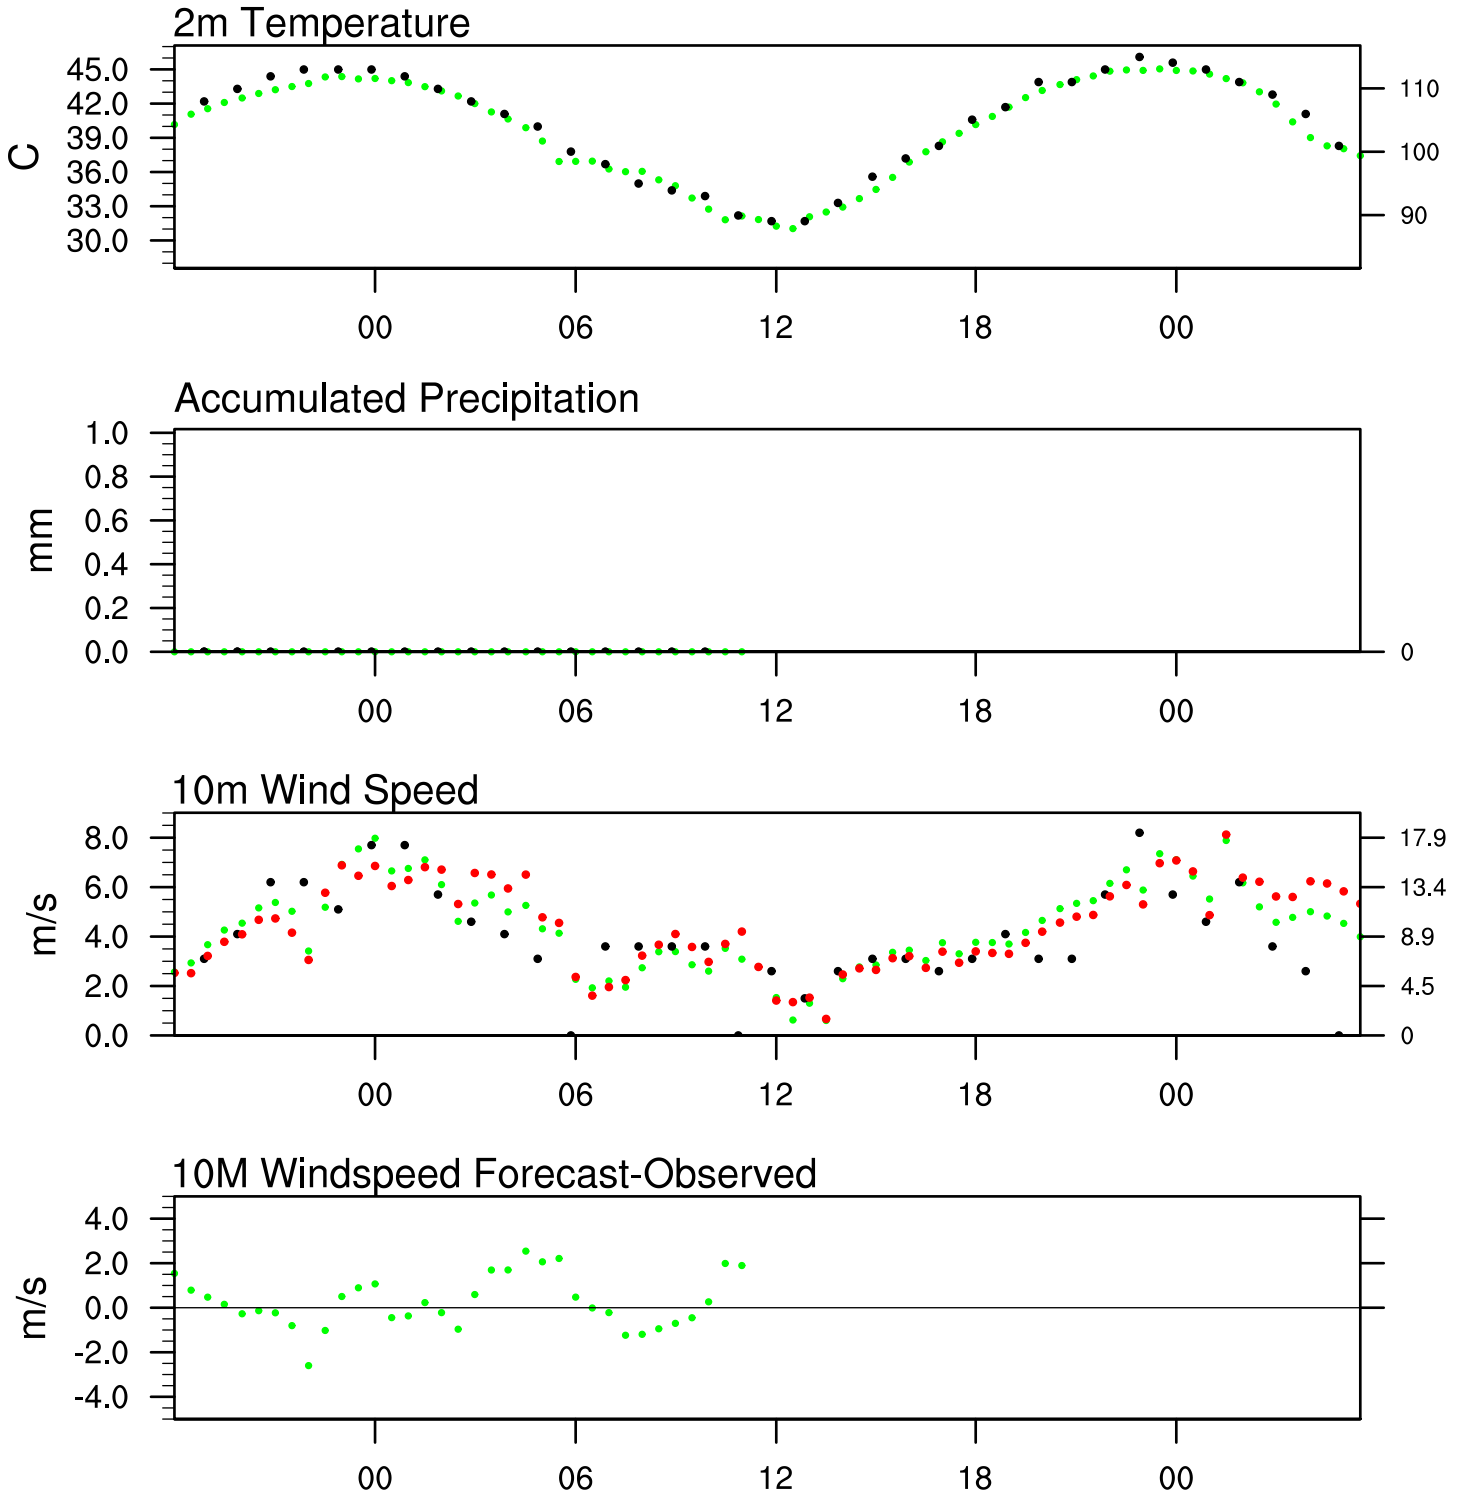 2m Temperature
45.0
42.0
39.0
36.0
33.0
30.0
C
110
100
90
00 06 12 18 00
Accumulated Precipitation
1.0
0.8
0.6
0.4
0.2
0.0
mm
0
00 06 12 18 00
10m Wind Speed
8.0
6.0
4.0
2.0
0.0
m/s
17.9
13.4
8.9
4.5
0
00 06 12 18 00
10M Windspeed Forecast-Observed
4.0
2.0
0.0
-2.0
-4.0
m/s
00 06 12 18 00